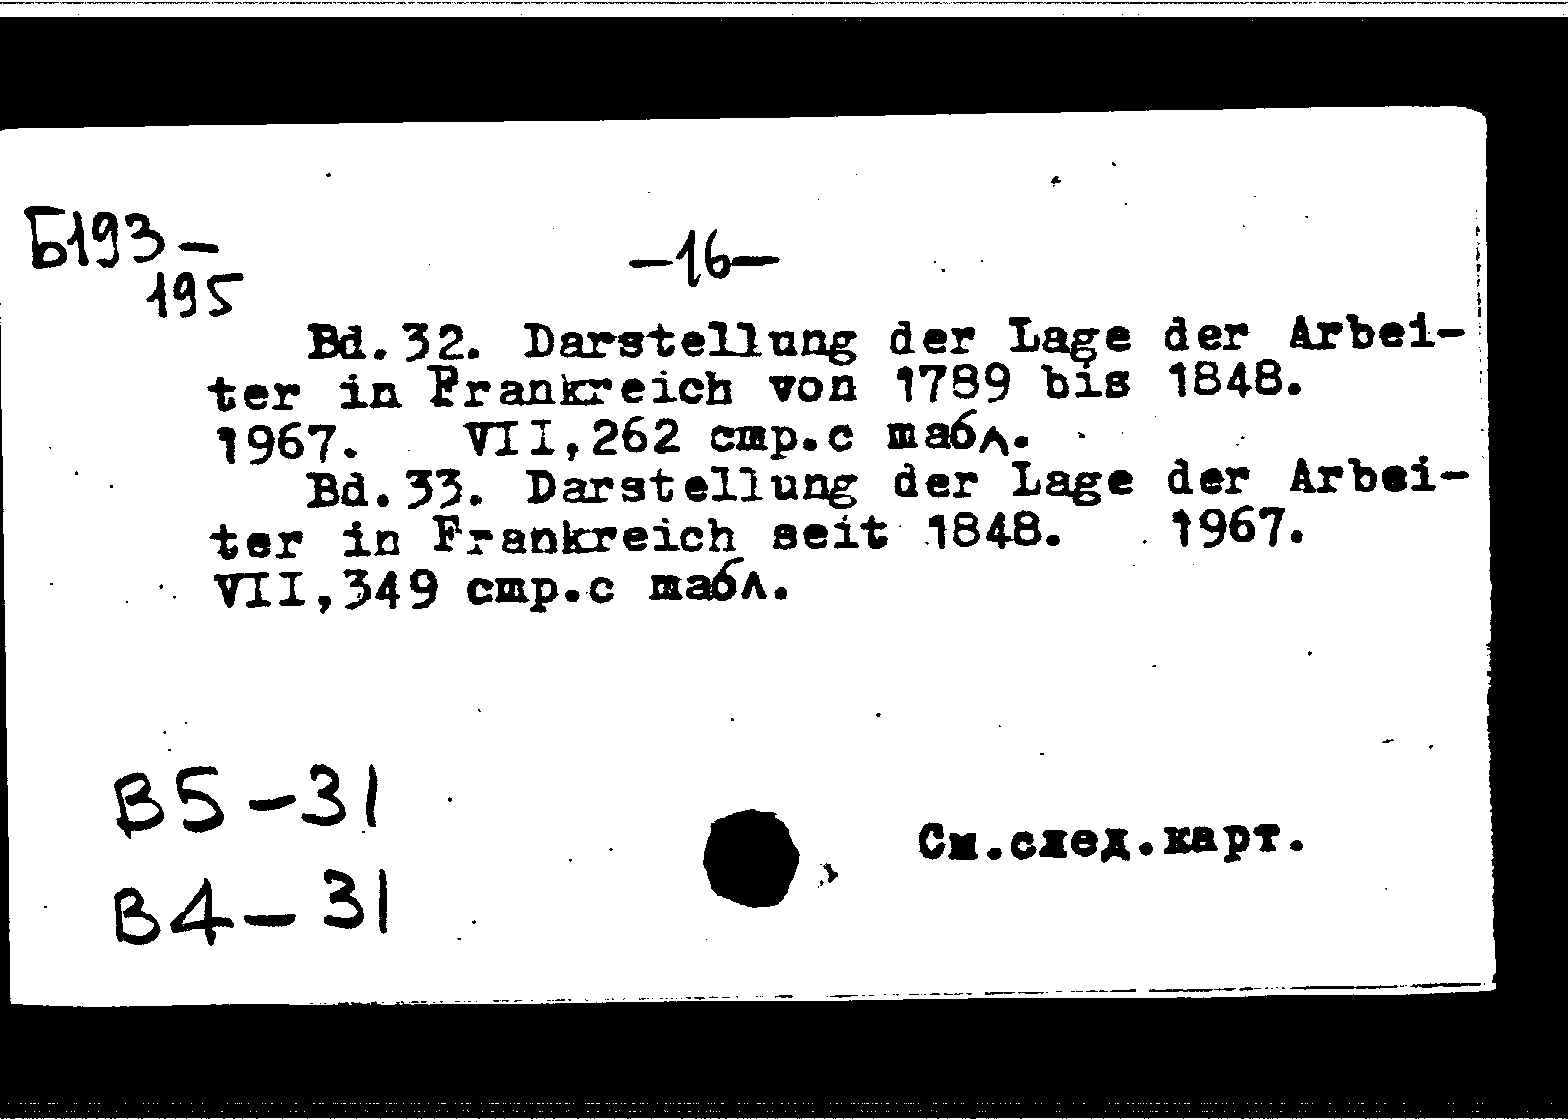 Б193-
195
-16-
Bd.32. Darstellung der Lage der Arbei-
ter in Frankreich von 1789 bis 1848.
1967. VII,262 стр.с табл.
Bd.33. Darstellung der Lage der Arbei-
ter in Frankreich seit 1848. 1967.
VII,349 стр.с табл.
В5-31
В4-31
См.след.карт.